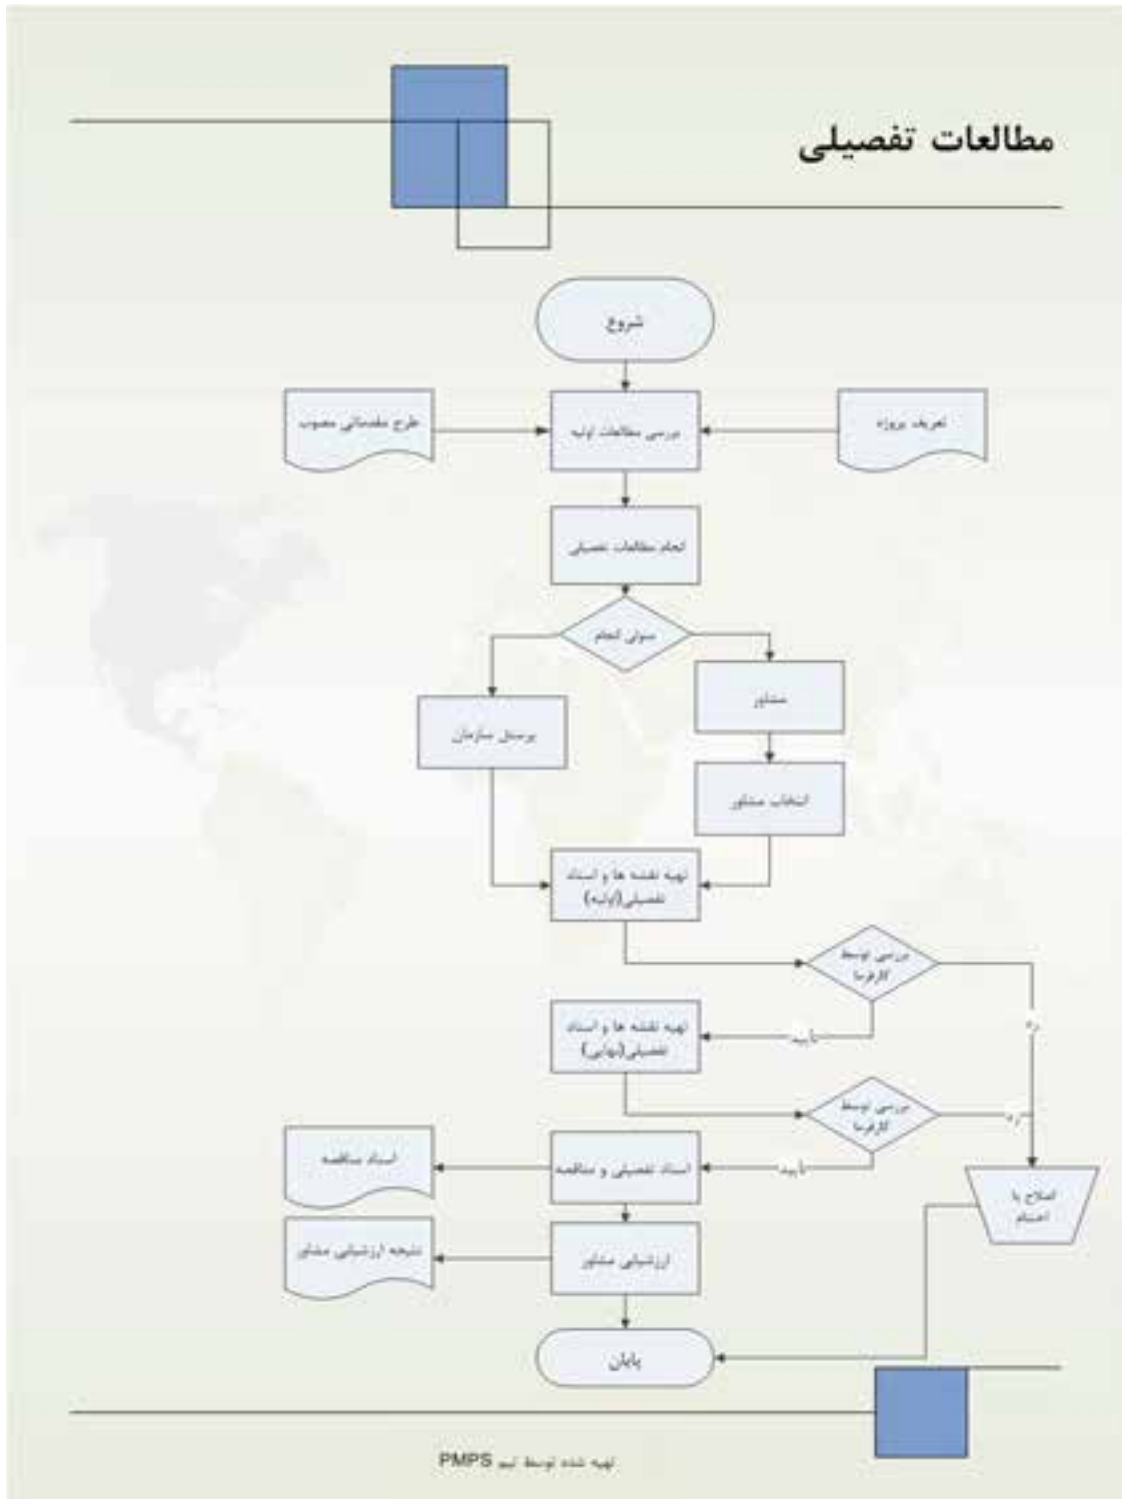 مطالعات تفصیلی
شروع
طرح مقدماتی مصوب
بررسی مطالعات اولیه
تعریف پروژه
انجام مطالعات تفصیلی
متولی انجام
مشاور
پرسنل سازمان
انتخاب مشاور
تهیه نقشه ها و اسناد
تفصیلی(اولیه)
بررسی توسط
کارفرما
رد
تایید
تهیه نقشه ها و اسناد
تفصیلی(نهایی)
بررسی توسط
کارفرما
رد
تایید
اسناد مناقصه
اسناد تفصیلی و مناقصه
اصلاح یا
اختتام
نتیجه ارزشیابی مشاور
ارزشیابی مشاور
پایان
تهیه شده توسط تیم PMPS